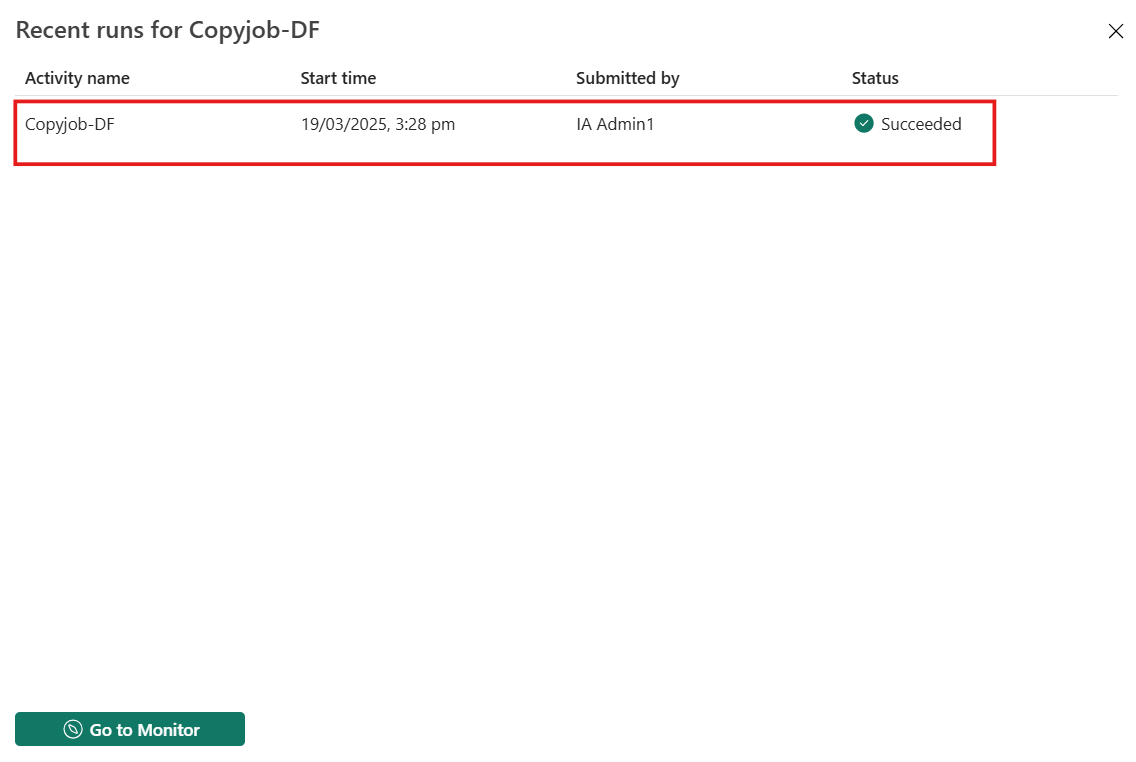 Recent runs for Copyjob-DF
Activity name Start time Submitted by Status
Copyjob-DF 19/03/2025, 3:28 pm IA Admin1 Succeeded
Go to Monitor